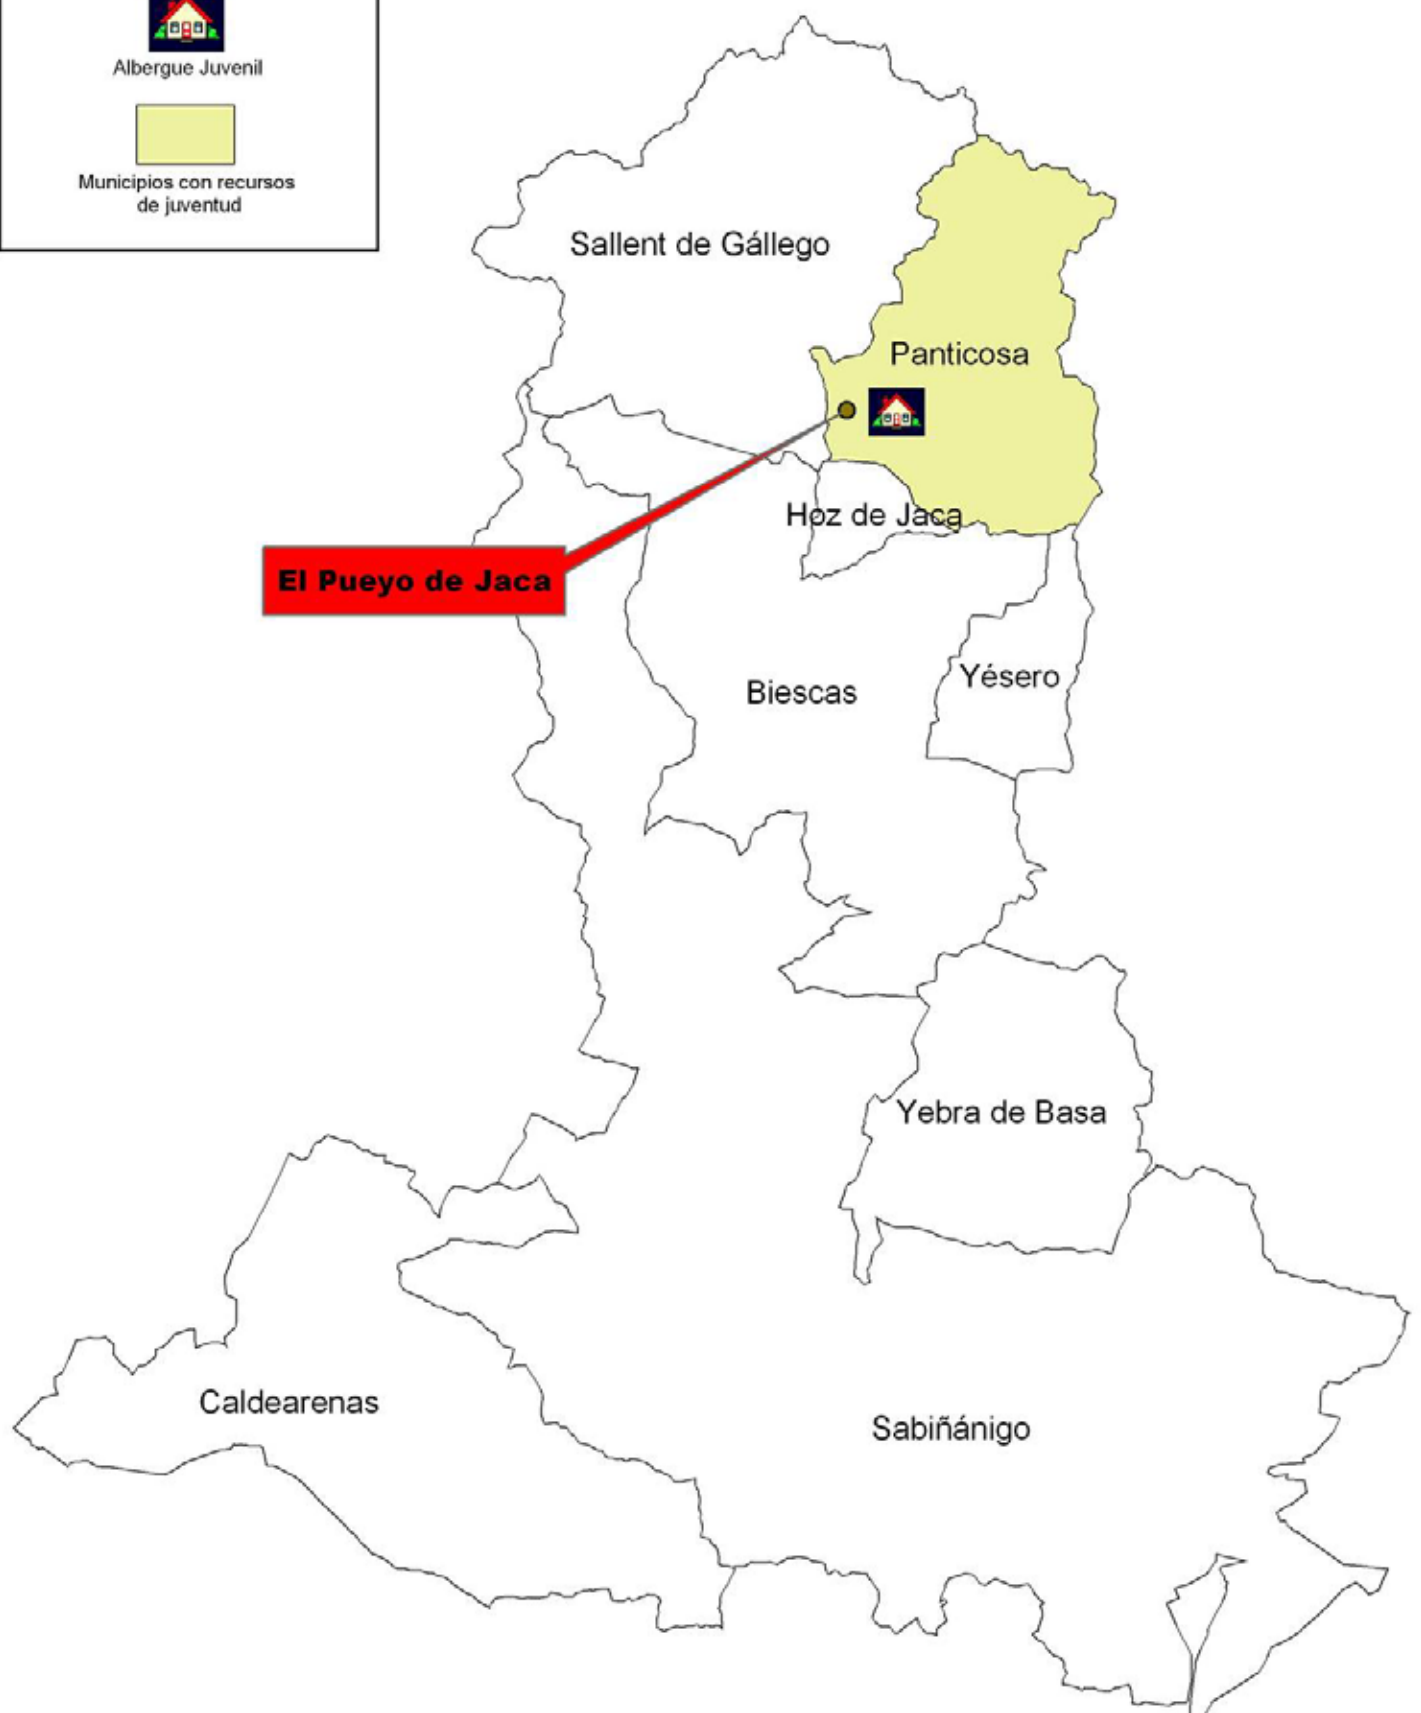 Albergue Juvenil
Municipios con recursos
de juventud
Sallent de Gállego
Panticosa
Hoz de Jaca
El Pueyo de Jaca
Yésero
Biescas
Yebra de Basa
Caldearenas
Sabiñánigo